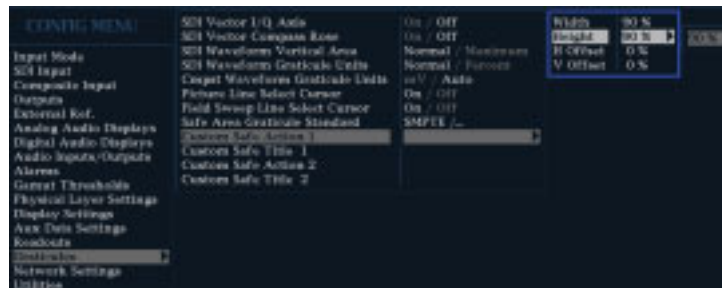 CONFIG MENU
Input Mode
SDI Input
Composite Input
Outputs
External Ref.
Analog Audio Displays
Digital Audio Displays
Audio Inputs/Outputs
Alarms
Gamut Thresholds
Physical Layer Settings
Display Settings
Aux Data Settings
Readouts
Graticules
Network Settings
Utilities
SDI Vector I/Q Axis On / Off
SDI Vector Compass Rose On / Off
SDI Waveform Vertical Area Normal / Maximum
SDI Waveform Graticule Units Normal / Percent
Cmpst Waveform Graticule Units mV / Auto
Picture Line Select Cursor On / Off
Field Sweep Line Select Cursor On / Off
Safe Area Graticule Standard SMPTE /...
Custom Safe Action 1
Custom Safe Title 1
Custom Safe Action 2
Custom Safe Title 2
Width 90 %
Height 90 %
H Offset 0 %
V Offset 0 %